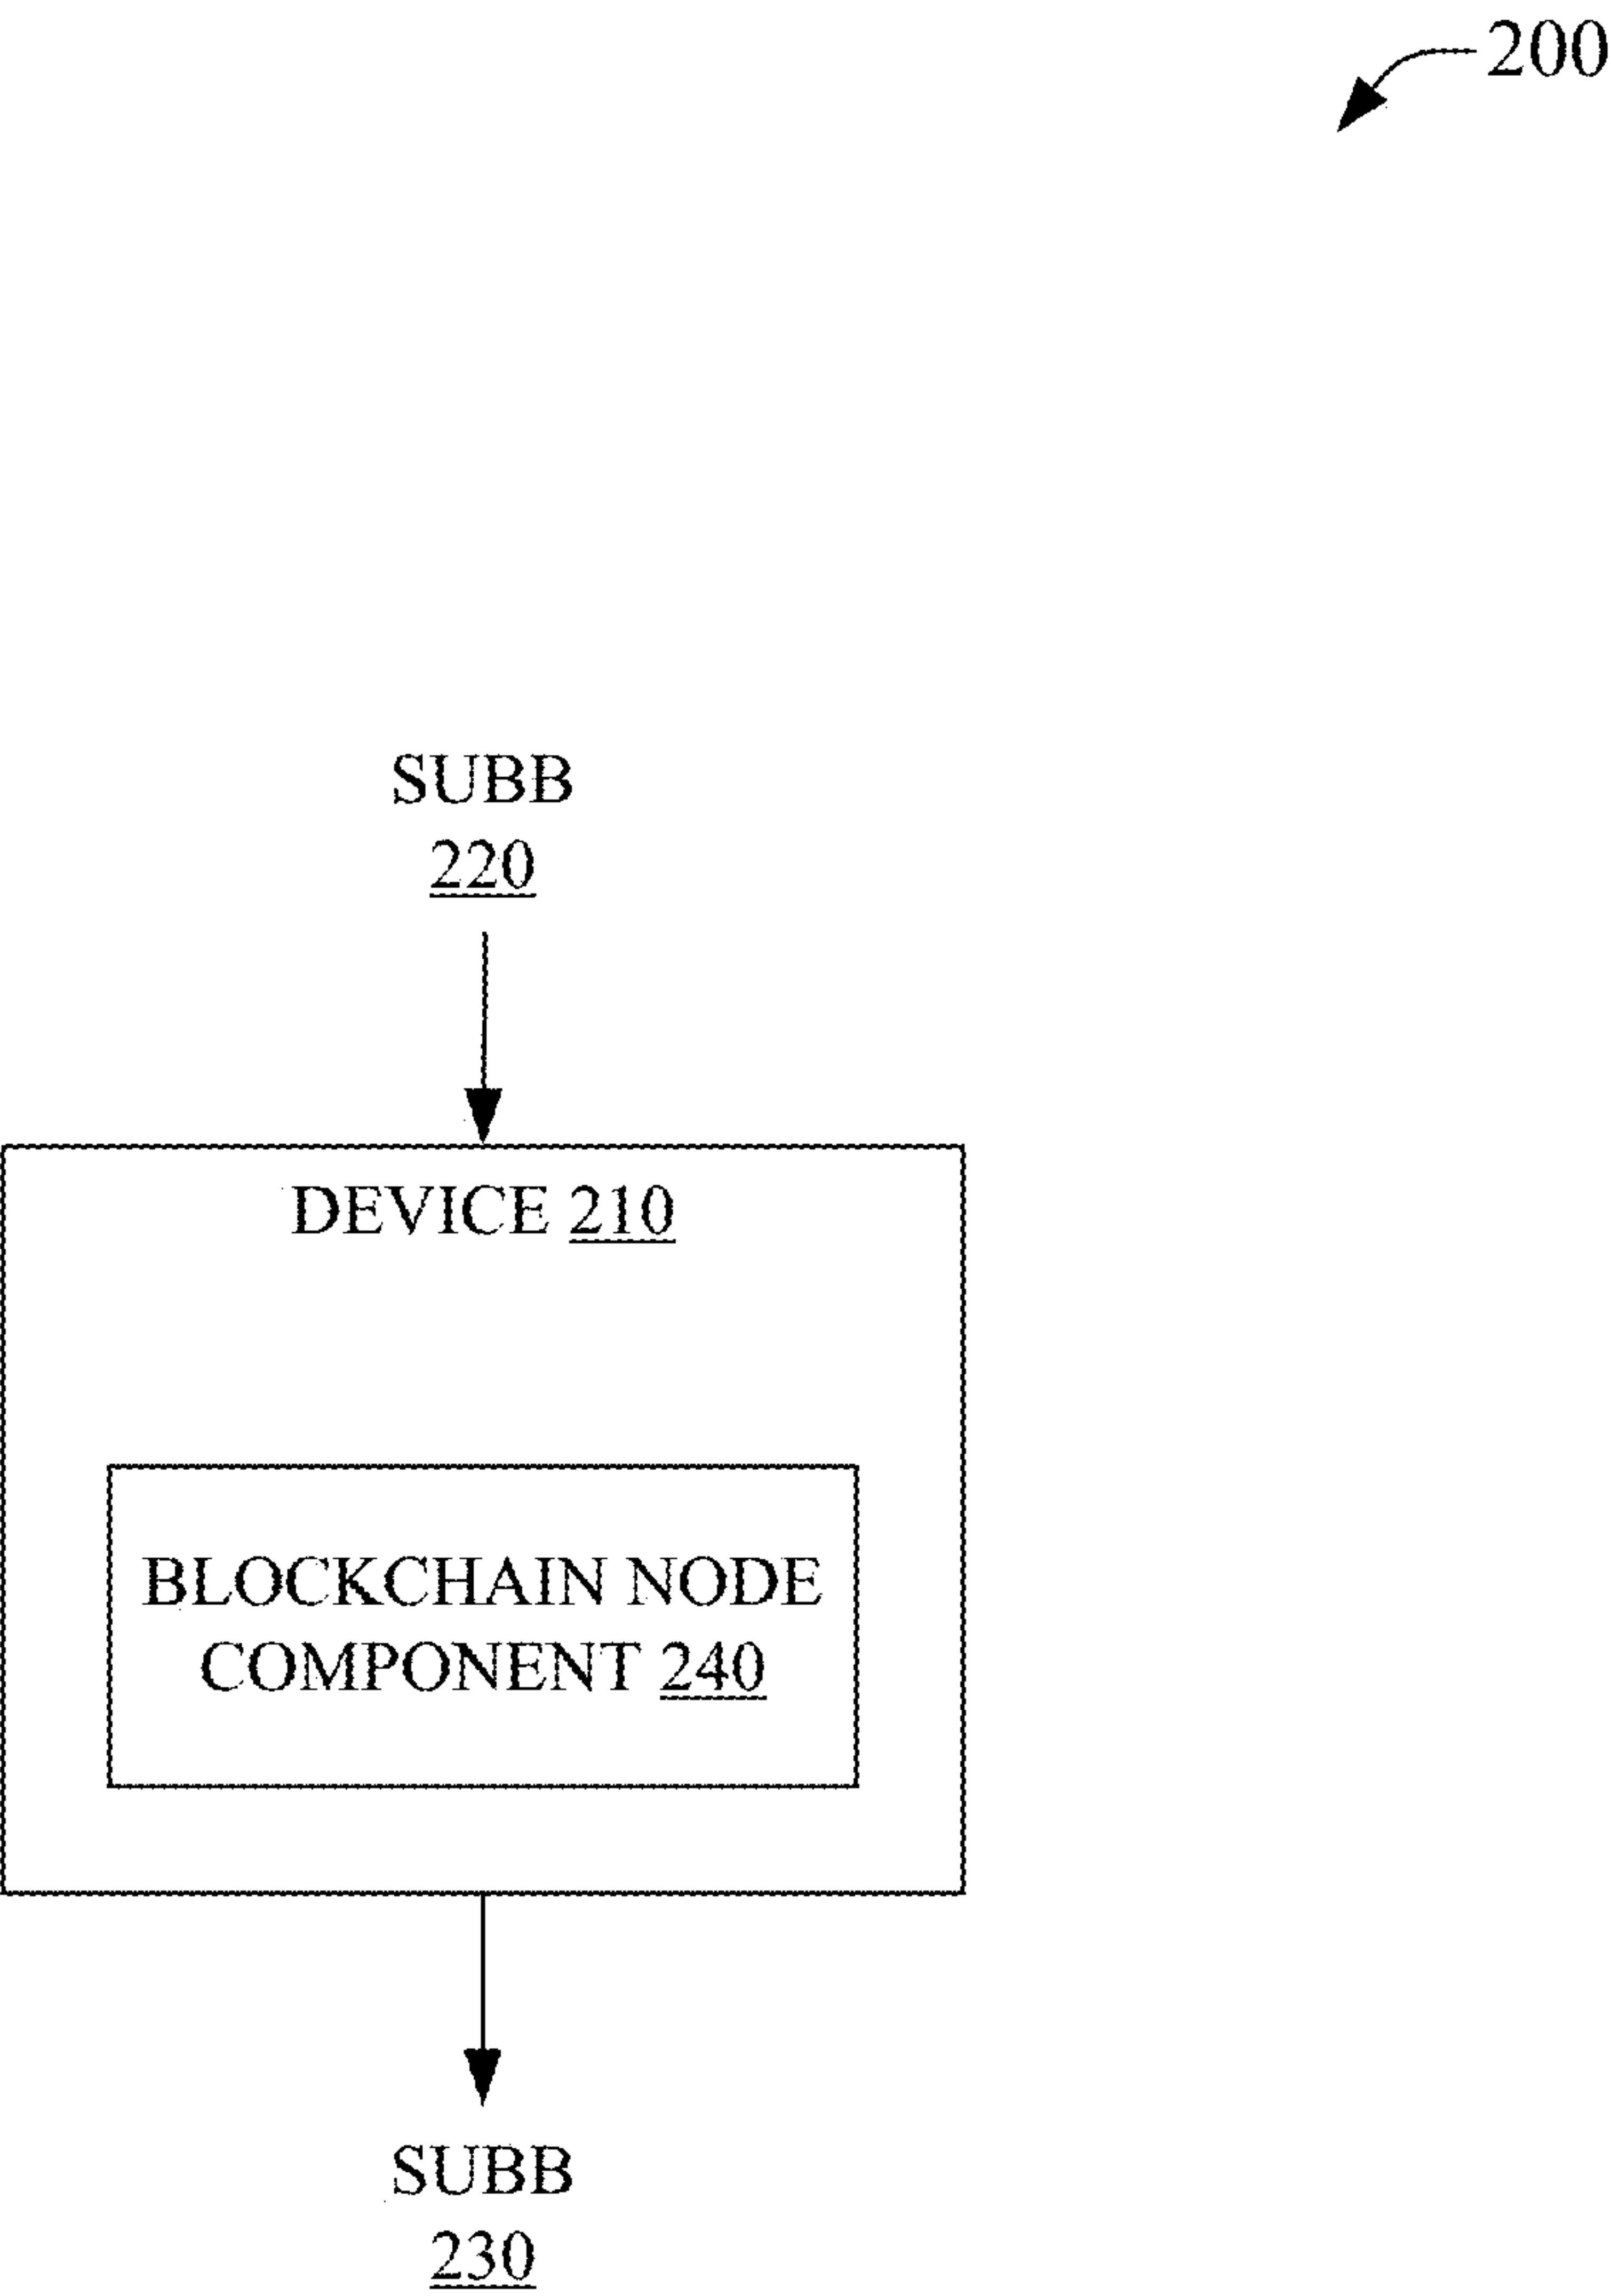 200
SUBB
220
DEVICE 210
BLOCKCHAIN NODE
COMPONENT 240
SUBB
230